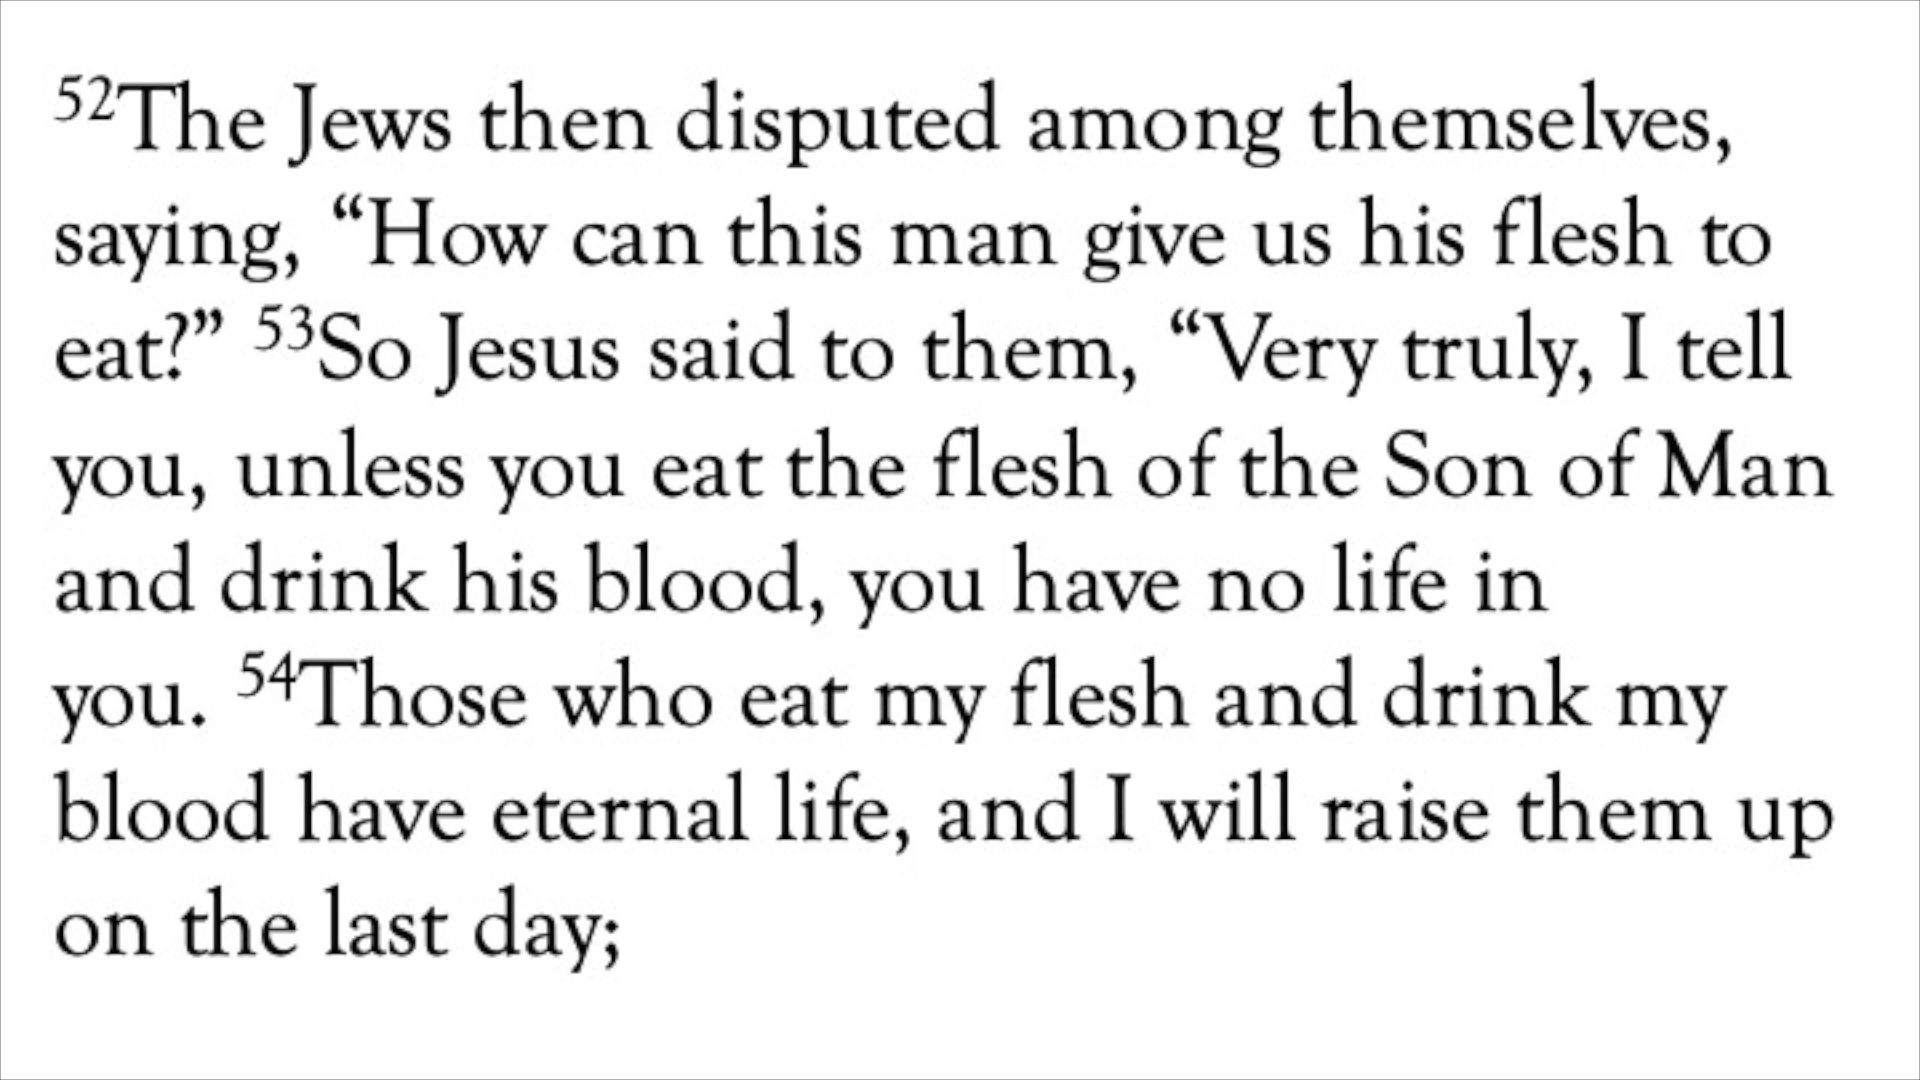 52The Jews then disputed among themselves,
saying, “How can this man give us his flesh to
eat?” 53So Jesus said to them, “Very truly, I tell
you, unless you eat the flesh of the Son of Man
and drink his blood, you have no life in
you. 54Those who eat my flesh and drink my
blood have eternal life, and I will raise them up
on the last day;